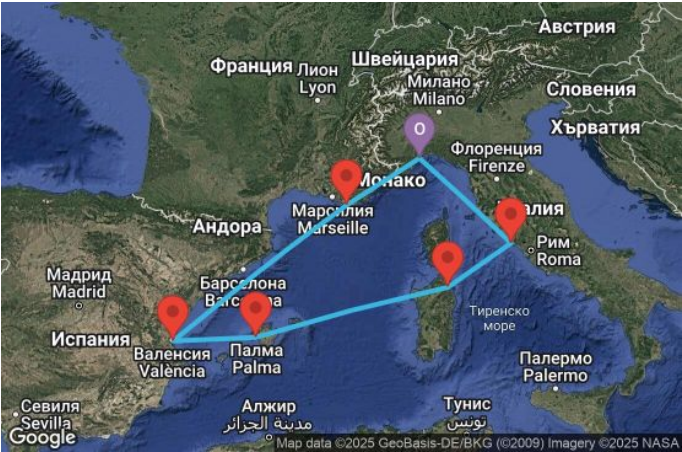 Австрия
Швейцария
Франция
Лион
Lyon
Милано
Milano
Словения
Хърватия
O
Флоренция
Firenze
Монако
Марсилия
Marseille
Италия
Андора
Рим
Roma
Мадрид
Madrid
Барселона
Barcelona
Тиренско
море
Испания
Валенсия
València
Палма
Palma
Палермо
Palermo
Севиля
Sevilla
Алжир
مدينة الجزائر
Тунис
تونس
Google
Map data ©2025 GeoBasis-DE/BKG (©2009) Imagery ©2025 NASA